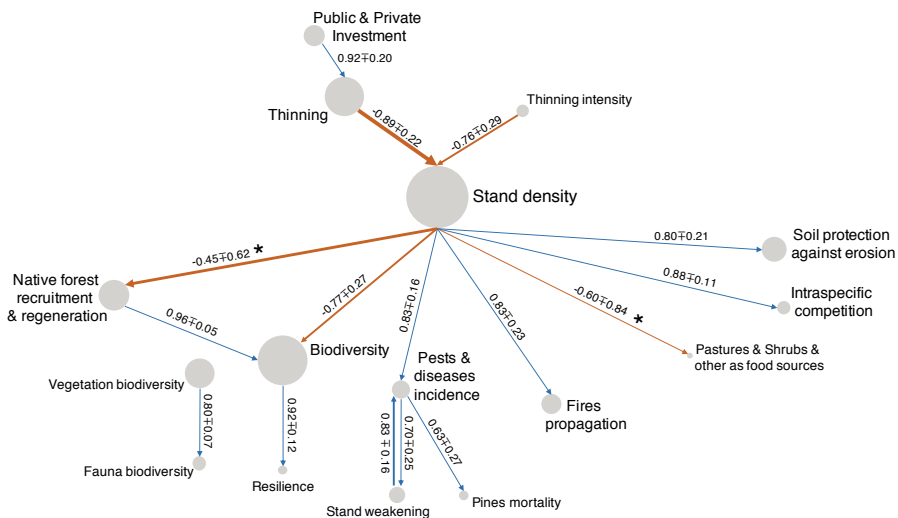 Public & Private
Investment
0.92∓0.20
Thinning
-0.89∓0.22
Thinning intensity
-0.76∓0.29
Stand density
-0.45∓0.62 *
-0.77∓0.27
0.83∓0.16
0.83∓0.23
-0.60∓0.84 *
0.88∓0.11
0.80∓0.21
Soil protection
against erosion
Intraspecific
competition
Pastures & Shrubs &
other as food sources
Native forest
recruitment
& regeneration
0.96∓0.05
Biodiversity
Pests &
diseases
incidence
Fires
propagation
Vegetation biodiversity
0.80∓0.07
Fauna biodiversity
0.92∓0.12
Resilience
0.83 ∓0.16
0.70∓0.25
0.63∓0.27
Stand weakening
Pines mortality